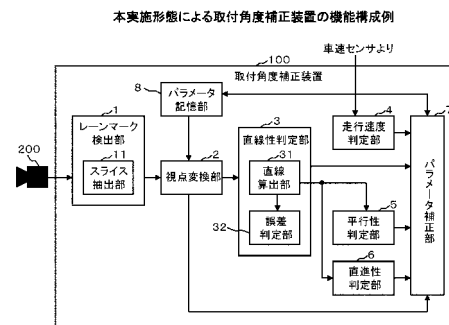 本実施形態による取付角度補正装置の機能構成例
車速センサより
100
取付角度補正装置
8
パラメータ
記憶部
1
レーンマーク
検出部
11
スライス
抽出部
200
2
視点変換部
3
直線性判定部
31
直線
算出部
32
誤差
判定部
4
走行速度
判定部
5
平行性
判定部
6
直進性
判定部
7
パラメータ補正部